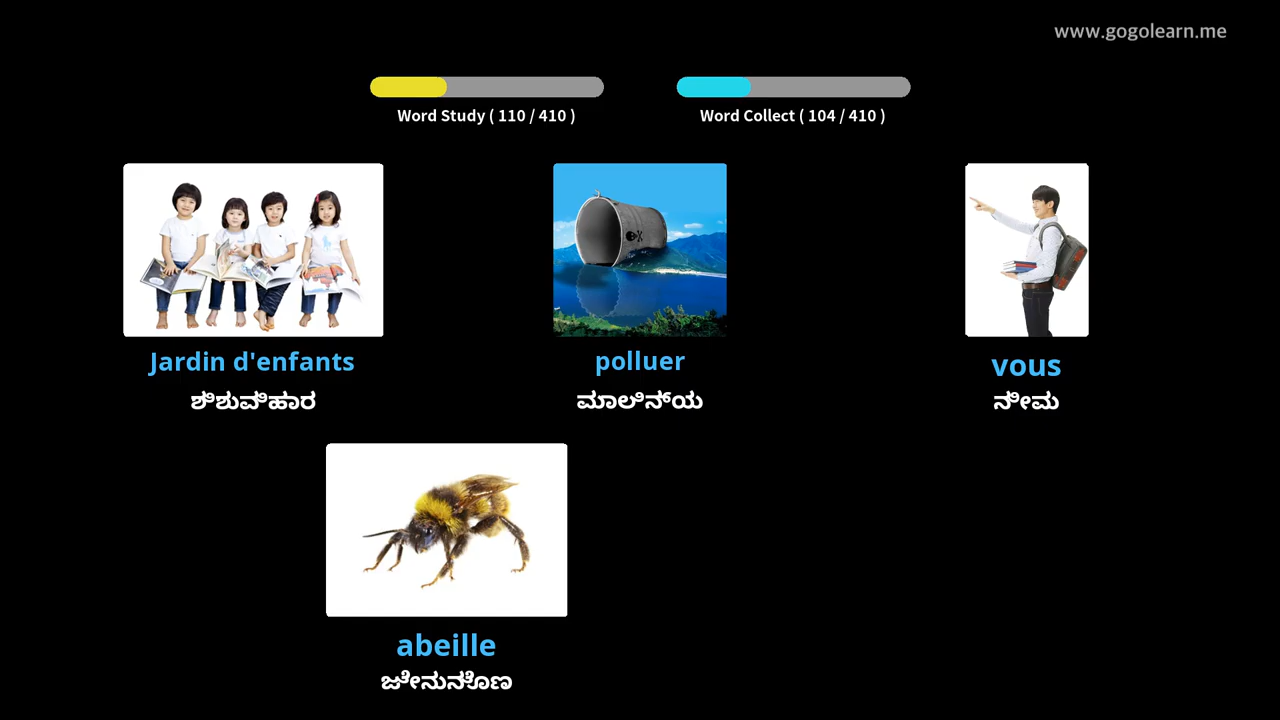 www.gogolearn.me
Word Study ( 110 / 410 )
Word Collect ( 104 / 410 )
Jardin d'enfants
ಶಿಶುವಿಹಾರ
polluer
ಮಾಲಿನ್ಯ
vous
ನೀಮ
abeille
ಜೇನುನೊಣ